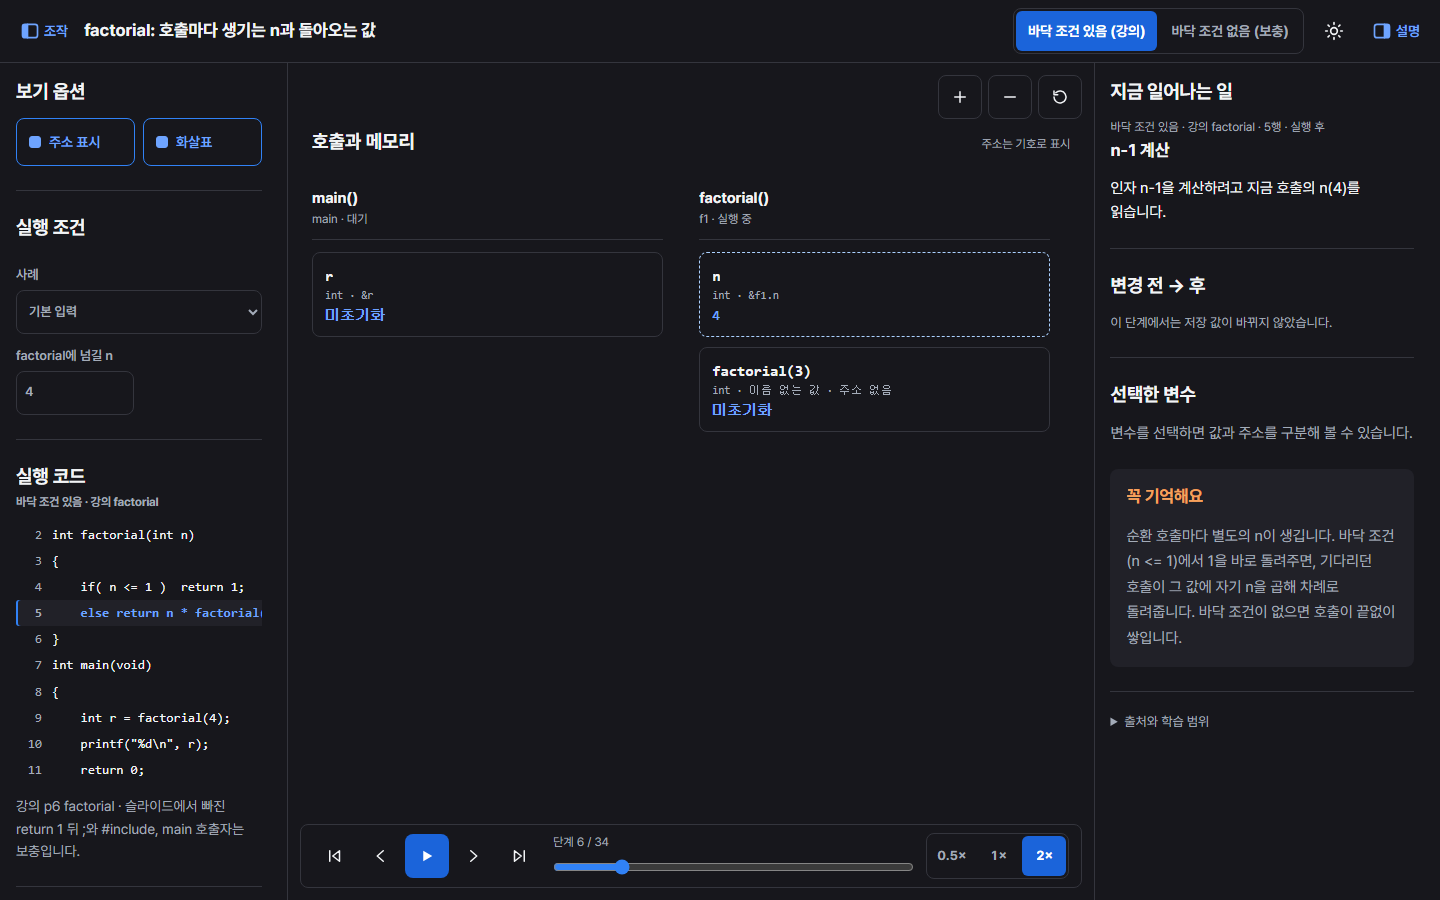 조작
factorial: 호출마다 생기는 n과 돌아오는 값
바닥 조건 있음 (강의)
바닥 조건 없음 (보충)
설명
보기 옵션
주소 표시
화살표
실행 조건
사례
기본 입력
factorial에 넘길 n
4
실행 코드
바닥 조건 있음 · 강의 factorial
2 int factorial(int n)
3 {
4 if( n <= 1 ) return 1;
5 else return n * factorial(
6 }
7 int main(void)
8 {
9 int r = factorial(4);
10 printf("%d\n", r);
11 return 0;
강의 p6 factorial · 슬라이드에서 빠진
return 1 뒤 ;와 #include, main 호출자는
보충입니다.
호출과 메모리
주소는 기호로 표시
main()
main · 대기
r
int · &r
미초기화
factorial()
f1 · 실행 중
n
int · &f1.n
4
factorial(3)
int · 이음 없는 값 · 주소 없음
미초기화
단계 6 / 34
0.5×
1×
2×
지금 일어나는 일
바닥 조건 있음 · 강의 factorial · 5행 · 실행 후
n-1 계산
인자 n-1을 계산하려고 지금 호출의 n(4)를
읽습니다.
변경 전 → 후
이 단계에서는 저장 값이 바뀌지 않았습니다.
선택한 변수
변수를 선택하면 값과 주소를 구분해 볼 수 있습니다.
꼭 기억해요
순환 호출마다 별도의 n이 생깁니다. 바닥 조건
(n <= 1)에서 1을 바로 돌려주면, 기다리던
호출이 그 값에 자기 n을 곱해 차례로
돌려줍니다. 바닥 조건이 없으면 호출이 끝없이
쌓입니다.
출처와 학습 범위